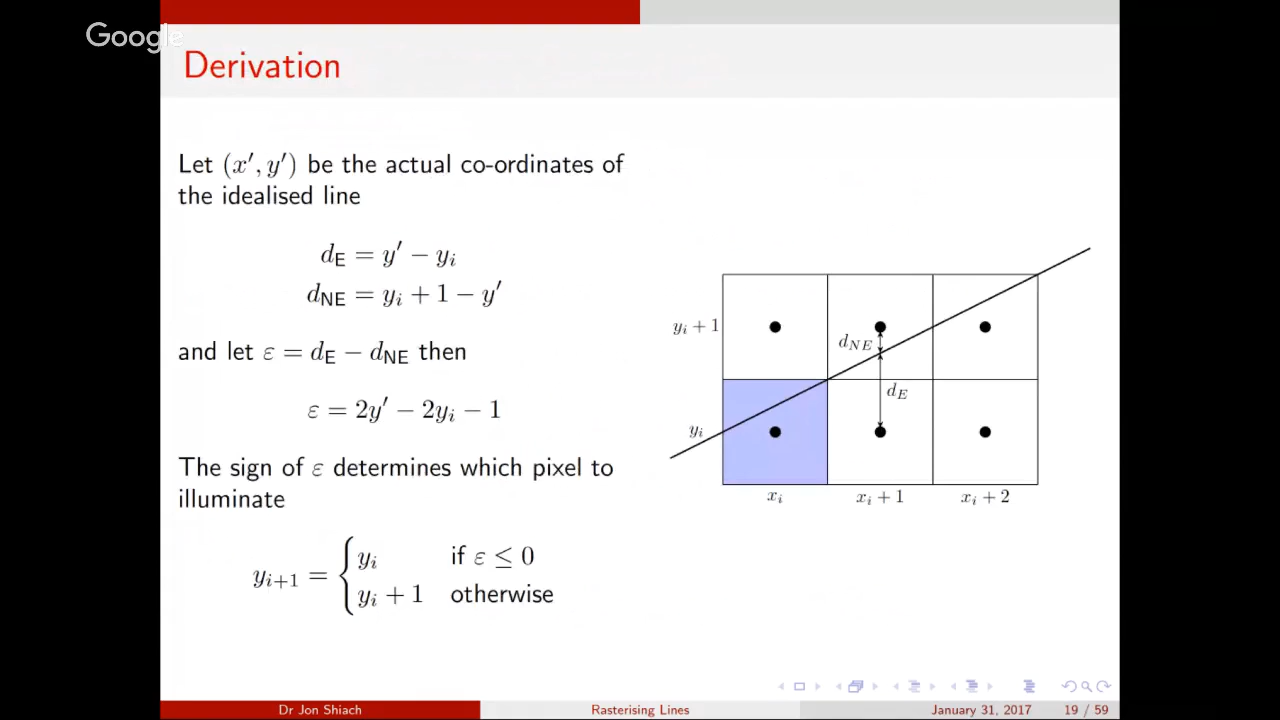 Google
Derivation
Let (x′, y′) be the actual co-ordinates of
the idealised line
d_E = y′ − y_i
d_NE = y_i + 1 − y′
and let ε = d_E − d_NE then
ε = 2y′ − 2y_i − 1
The sign of ε determines which pixel to
illuminate
y_{i+1} = { y_i if ε ≤ 0
y_i + 1 otherwise
y_i + 1
d_NE
d_E
y_i
x_i x_i + 1 x_i + 2
Dr Jon Shiach Rasterising Lines January 31, 2017 19 / 59